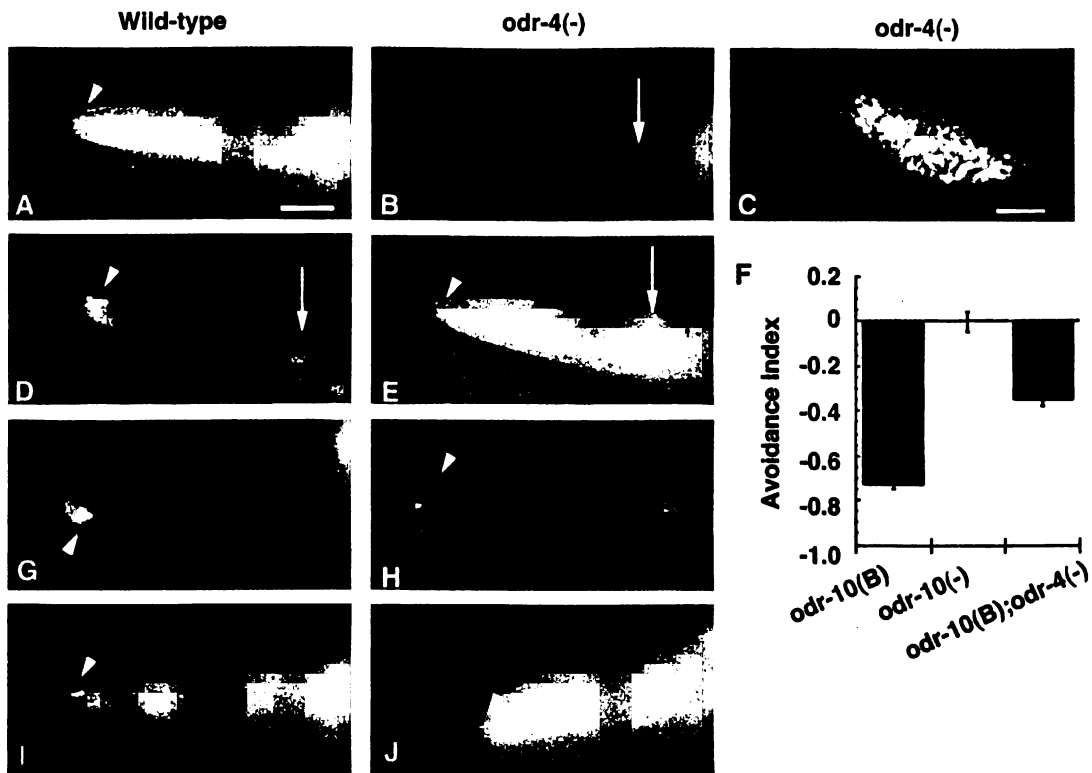 Wild-type
odr-4(-)
odr-4(-)
A
B
C
D
E
F
0.2
0
-0.2
-0.4
-0.6
-0.8
-1.0
Avoidance Index
odr-10(B)
odr-10(-)
odr-10(B);odr-4(-)
G
H
I
J